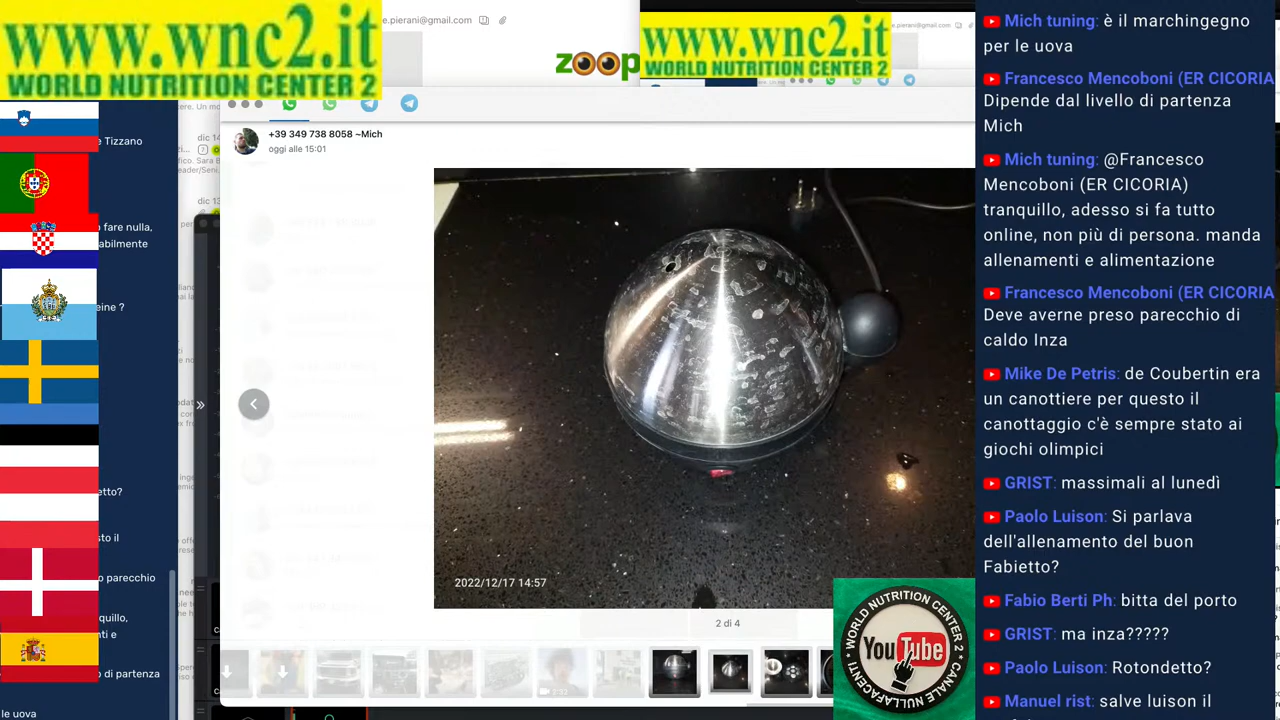 www.wnc2.it
WORLD NUTRITION CENTER 2
e.pierani@gmail.com
zoop
www.wnc2.it
WORLD NUTRITION CENTER 2
+39 349 738 8058 ~Mich
oggi alle 15:01
e Tizzano
o fare nulla,
abilmente
eine ?
etto?
sto il
o parecchio
quillo,
nti e
o di partenza
le uova
dic 14
dic 13
2022/12/17 14:57
2 di 4
WORLD NUTRITION CENTER 2
YouTube
CANALE NULLAFACENTI
Mich tuning: è il marchingegno
per le uova
Francesco Mencoboni (ER CICORIA
Dipende dal livello di partenza
Mich
Mich tuning: @Francesco
Mencoboni (ER CICORIA)
tranquillo, adesso si fa tutto
online, non più di persona. manda
allenamenti e alimentazione
Francesco Mencoboni (ER CICORIA
Deve averne preso parecchio di
caldo Inza
Mike De Petris: de Coubertin era
un canottiere per questo il
canottaggio c'è sempre stato ai
giochi olimpici
GRIST: massimali al lunedì
Paolo Luison: Si parlava
dell'allenamento del buon
Fabietto?
Fabio Forti Ph: bitta del porto
GRIST: ma inza?????
Paolo Luison: Rotondetto?
Manuel nux: salve luison il